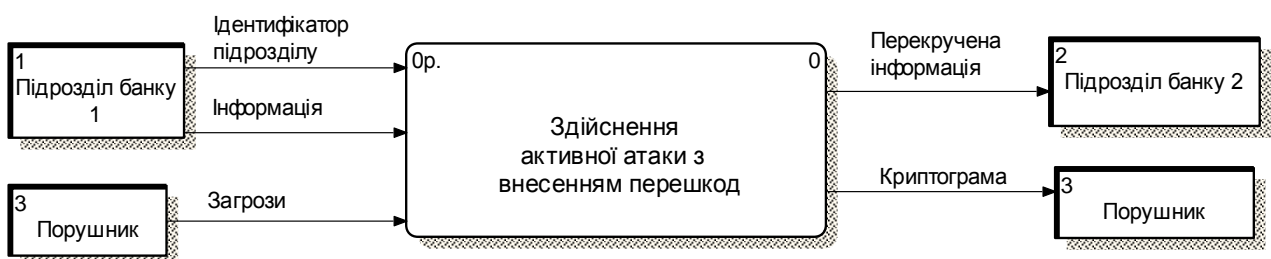 1
Підрозділ банку
1
Ідентифікатор
підрозділу
Інформація
3
Порушник
Загрози
0р.
0
Здійснення
активної атаки з
внесенням перешкод
Перекручена
інформація
2
Підрозділ банку 2
Криптограма
3
Порушник